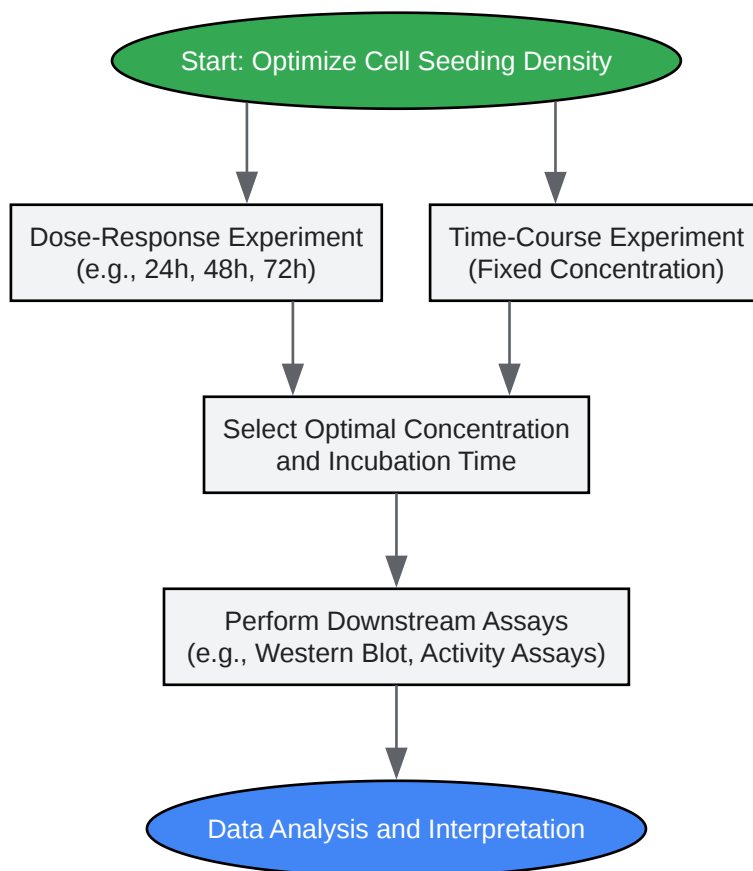 Start: Optimize Cell Seeding Density
Dose-Response Experiment
(e.g., 24h, 48h, 72h)
Time-Course Experiment
(Fixed Concentration)
Select Optimal Concentration
and Incubation Time
Perform Downstream Assays
(e.g., Western Blot, Activity Assays)
Data Analysis and Interpretation